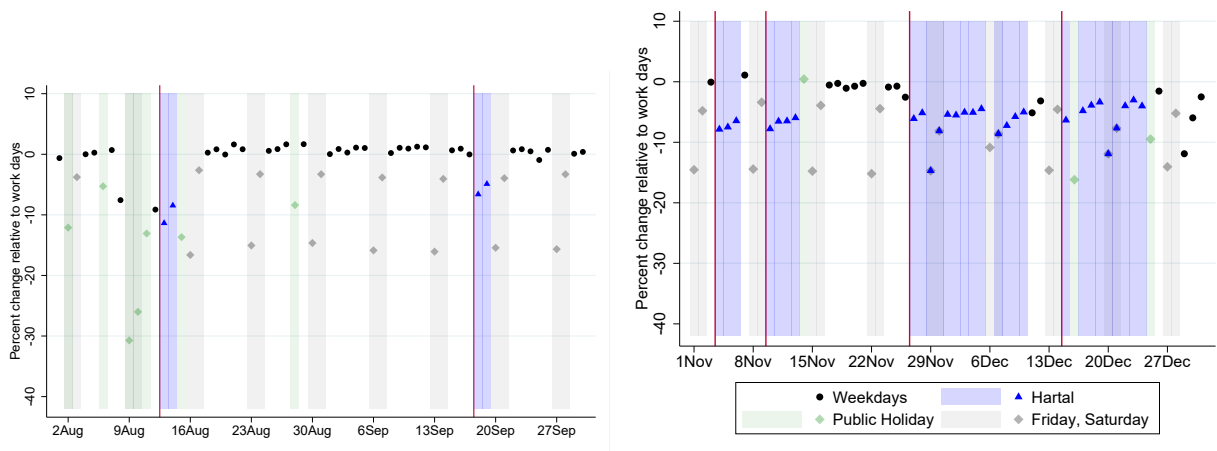 Percent change relative to work days
10
0
-10
-20
-30
-40
2Aug 9Aug 16Aug 23Aug 30Aug 6Sep 13Sep 20Sep 27Sep
Percent change relative to work days
10
0
-10
-20
-30
-40
1Nov 8Nov 15Nov 22Nov 29Nov 6Dec 13Dec 20Dec 27Dec
Weekdays Hartal
Public Holiday Friday, Saturday